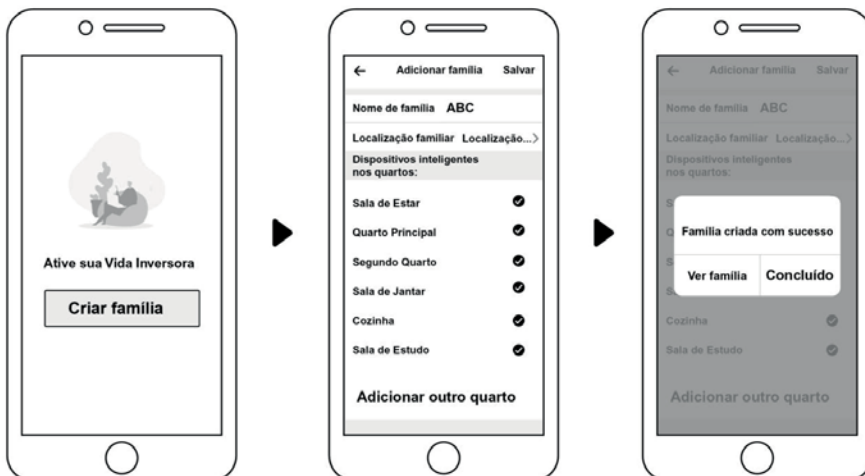 Ative sua Vida Inversora
Criar família
Adicionar família Salvar
Nome de família ABC
Localização familiar Localização...
Dispositivos inteligentes
nos quartos:
Sala de Estar
Quarto Principal
Segundo Quarto
Sala de Jantar
Cozinha
Sala de Estudo
Adicionar outro quarto
Adicionar família Salvar
Nome de família ABC
Localização familiar Localização...
Dispositivos inteligentes
nos quartos:
Família criada com sucesso
Ver família Concluído
Cozinha
Sala de Estudo
Adicionar outro quarto